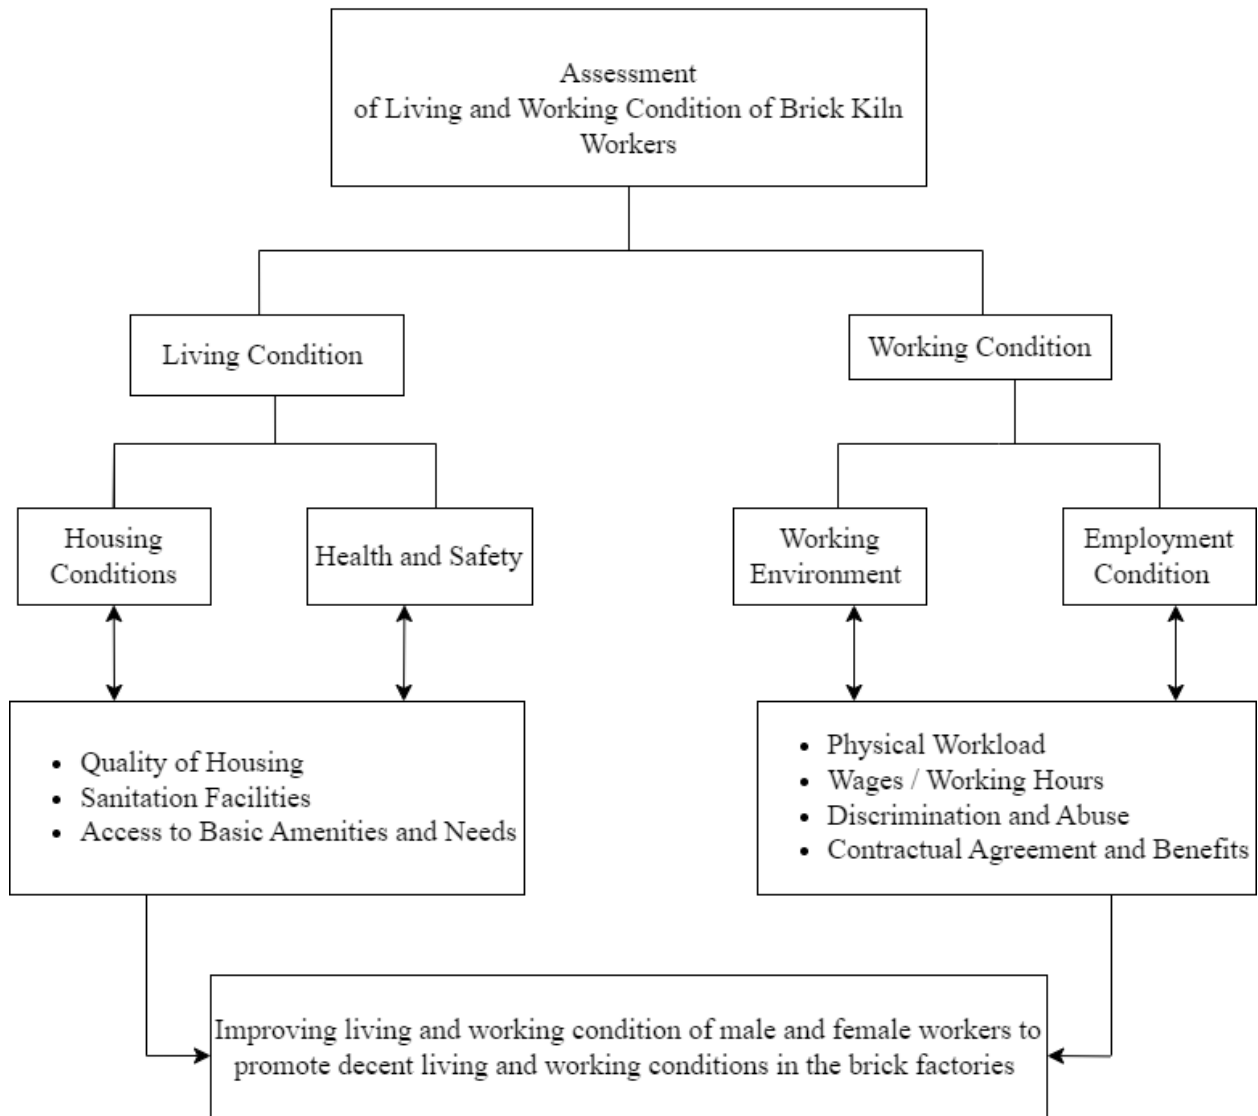 Assessment
of Living and Working Condition of Brick Kiln
Workers
Living Condition
Working Condition
Housing
Conditions
Health and Safety
Working
Environment
Employment
Condition
• Quality of Housing
• Sanitation Facilities
• Access to Basic Amenities and Needs
• Physical Workload
• Wages / Working Hours
• Discrimination and Abuse
• Contractual Agreement and Benefits
Improving living and working condition of male and female workers to
promote decent living and working conditions in the brick factories